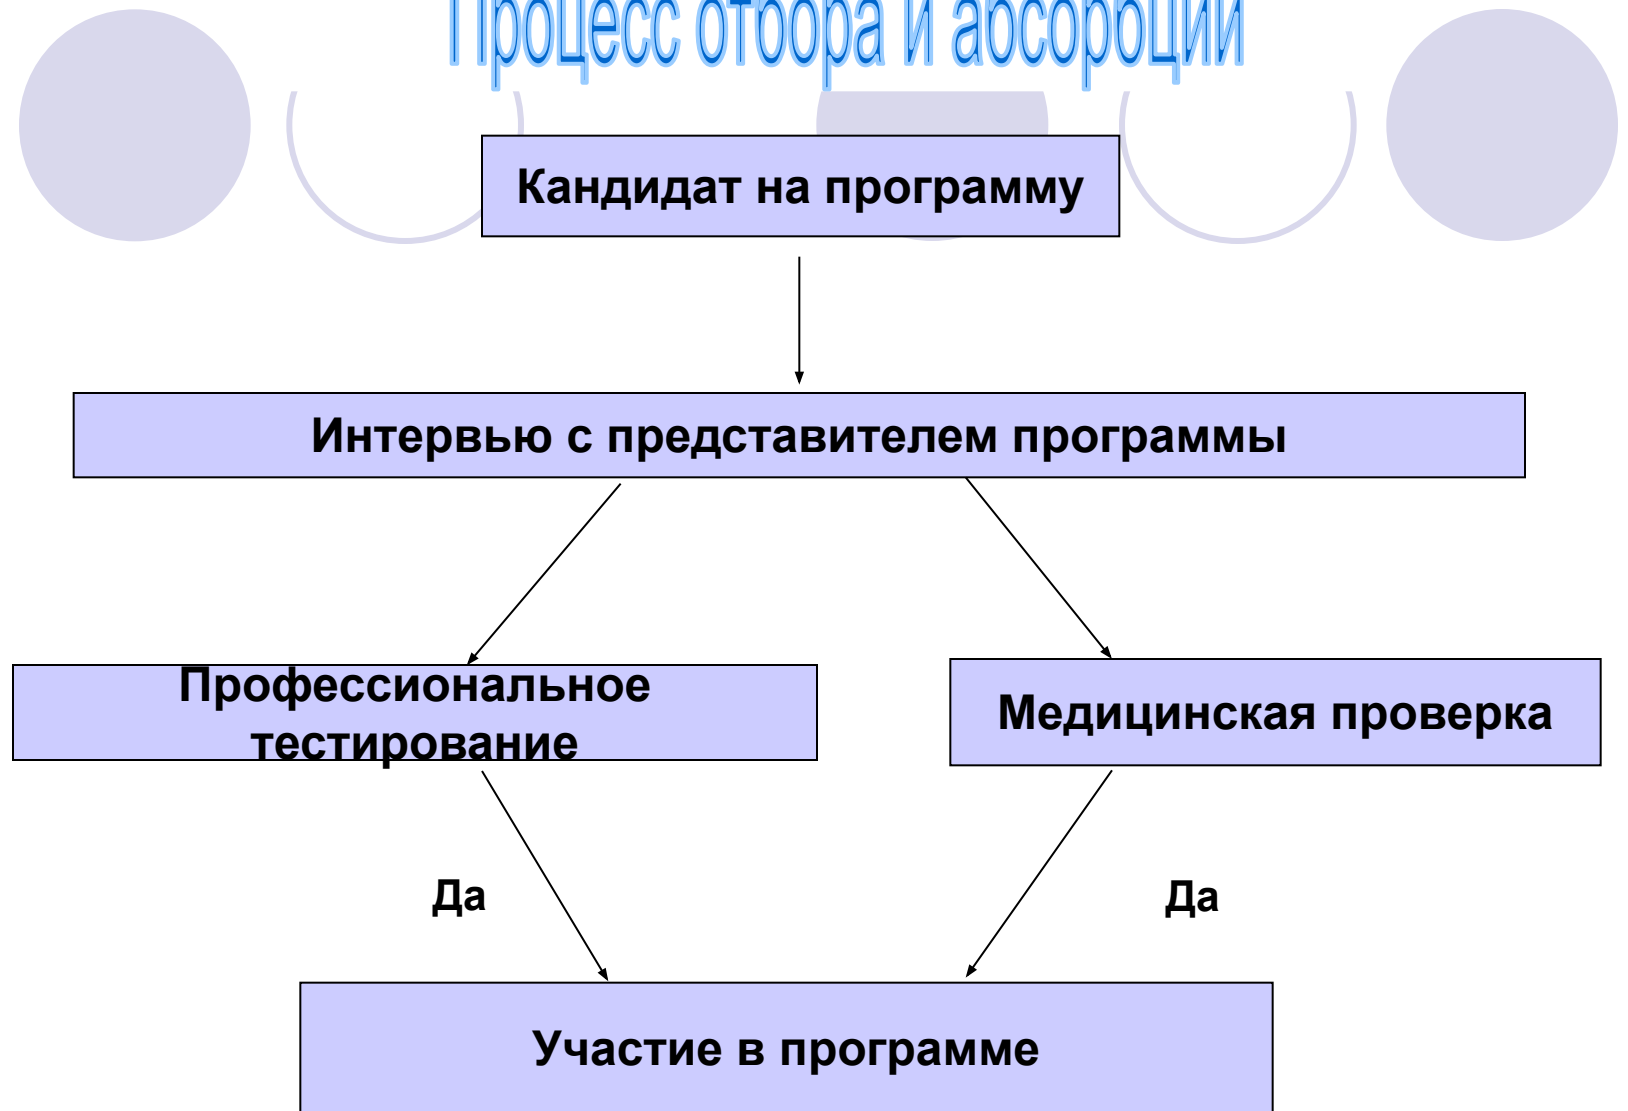 Процесс отбора и абсорбции
Кандидат на программу
Интервью с представителем программы
Профессиональное
тестирование
Медицинская проверка
Да
Да
Участие в программе